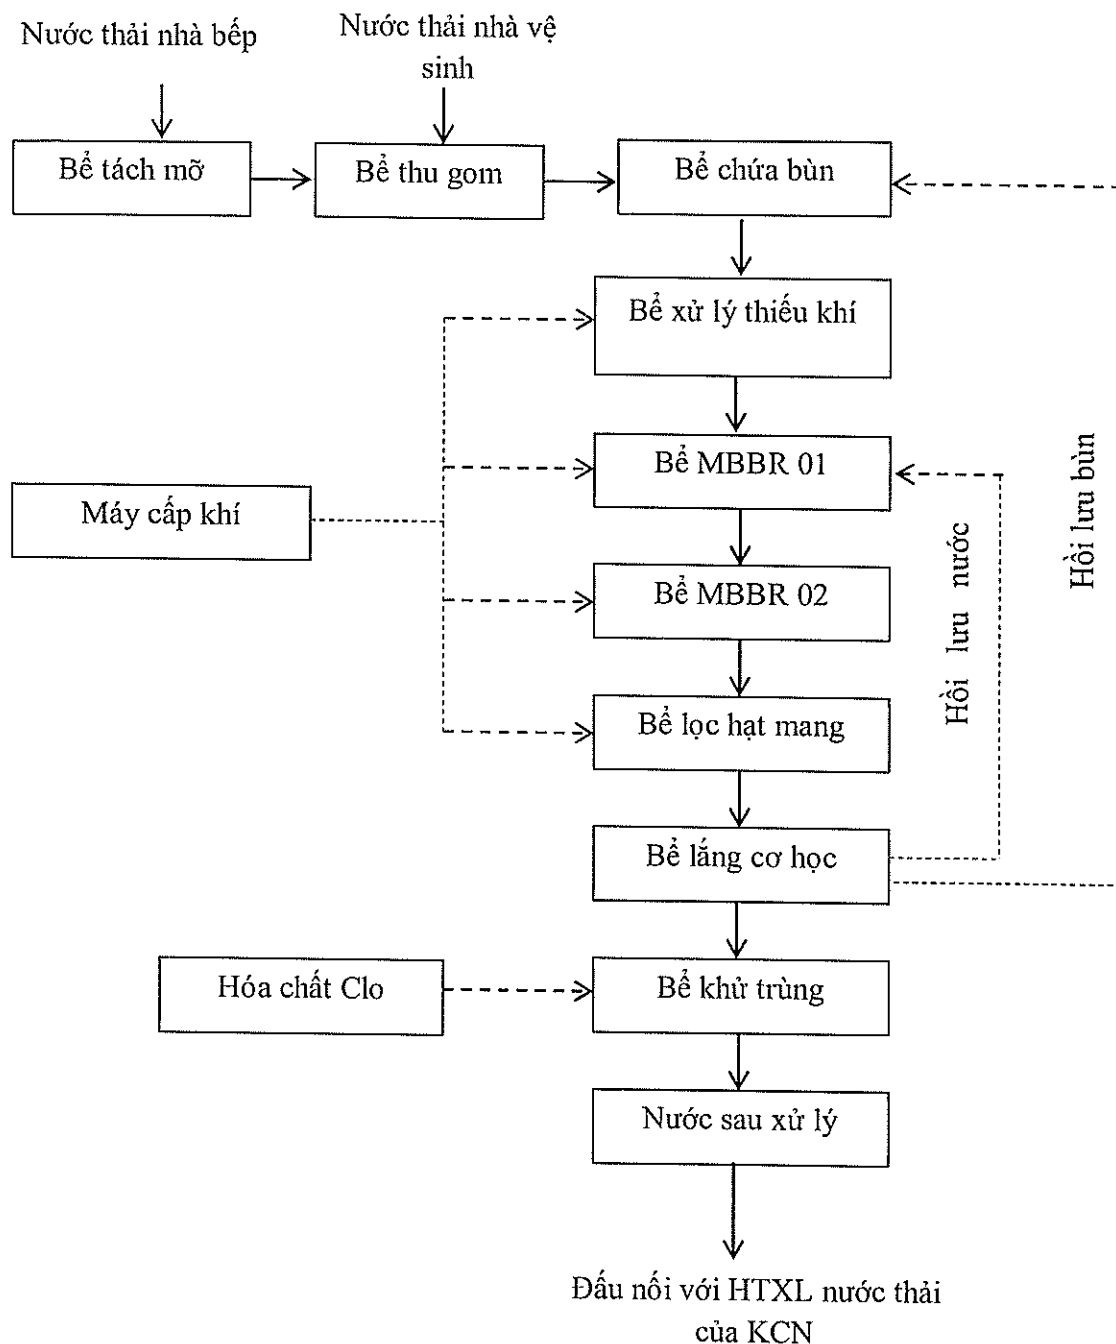 Nước thải nhà bếp
Nước thải nhà vệ
sinh
Bể tách mỡ
Bể thu gom
Bể chứa bùn
Bể xử lý thiếu khí
Bể MBBR 01
Máy cấp khí
Bể MBBR 02
Bể lọc hạt mang
Bể lắng cơ học
Hồi lưu nước
Hồi lưu bùn
Hóa chất Clo
Bể khử trùng
Nước sau xử lý
Đấu nối với HTXL nước thải
của KCN